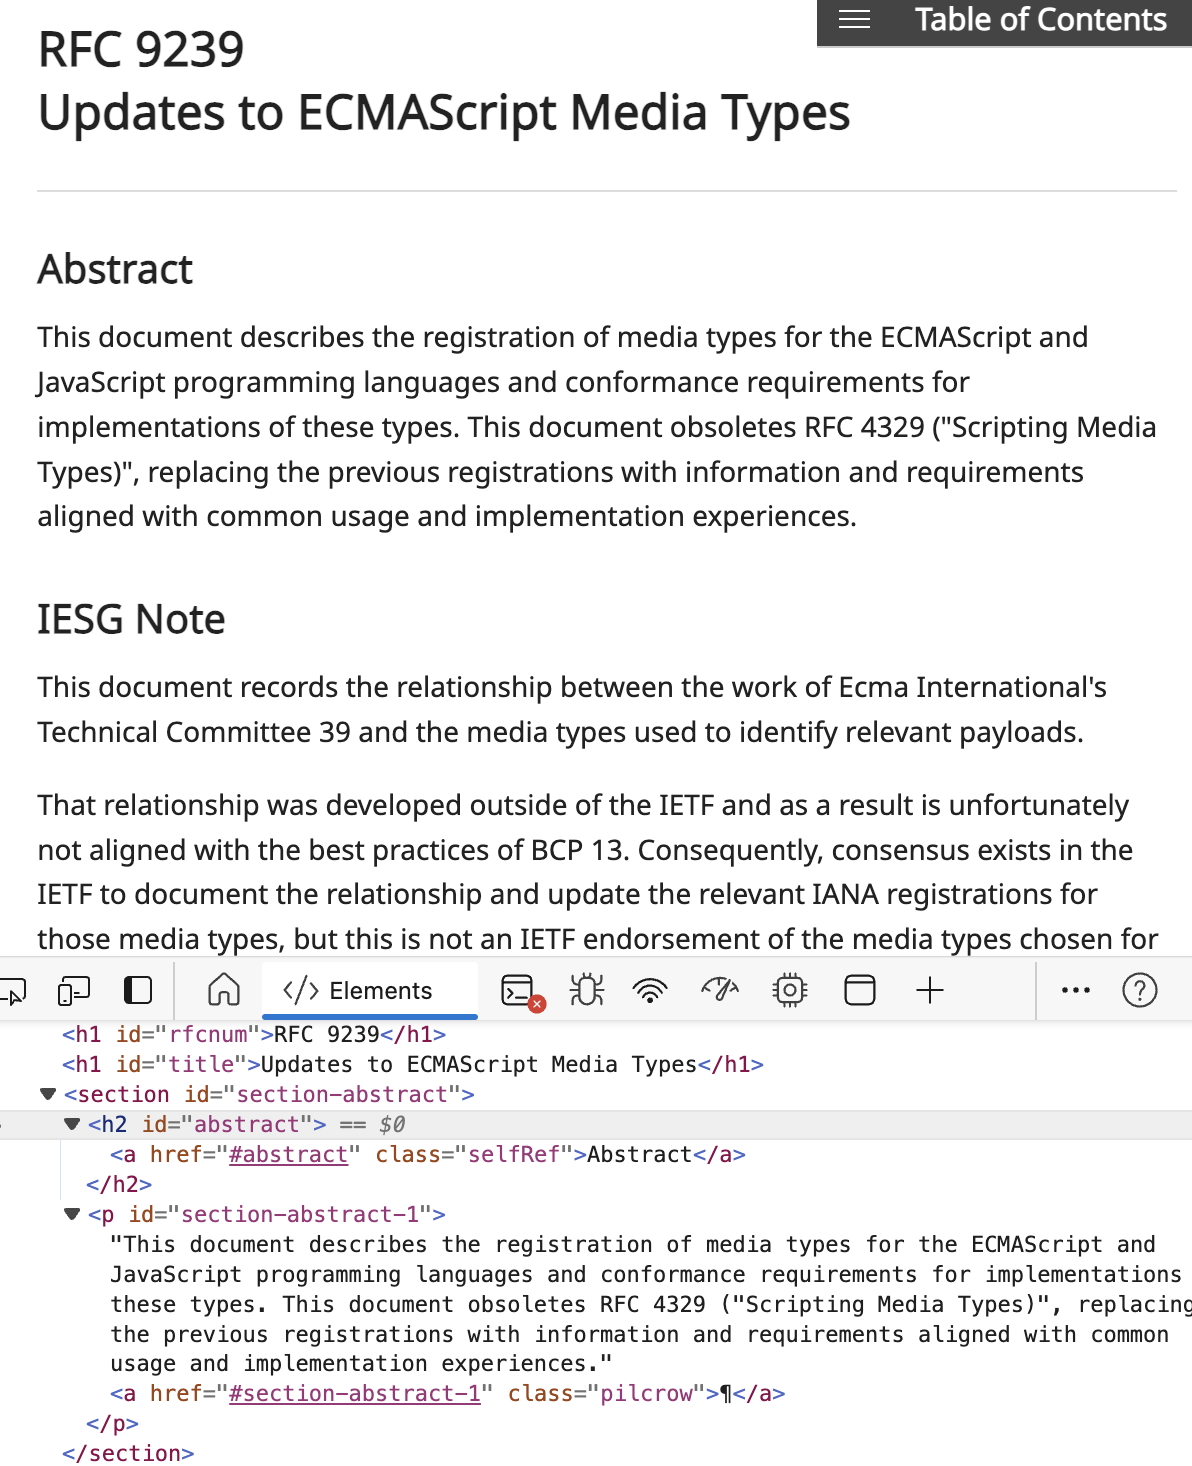 Table of Contents
RFC 9239
Updates to ECMAScript Media Types
Abstract
This document describes the registration of media types for the ECMAScript and
JavaScript programming languages and conformance requirements for
implementations of these types. This document obsoletes RFC 4329 ("Scripting Media
Types)", replacing the previous registrations with information and requirements
aligned with common usage and implementation experiences.
IESG Note
This document records the relationship between the work of Ecma International's
Technical Committee 39 and the media types used to identify relevant payloads.
That relationship was developed outside of the IETF and as a result is unfortunately
not aligned with the best practices of BCP 13. Consequently, consensus exists in the
IETF to document the relationship and update the relevant IANA registrations for
those media types, but this is not an IETF endorsement of the media types chosen for
</> Elements
<h1 id="rfcnum">RFC 9239</h1>
<h1 id="title">Updates to ECMAScript Media Types</h1>
<section id="section-abstract">
<h2 id="abstract"> == $0
<a href="#abstract" class="selfRef">Abstract</a>
</h2>
<p id="section-abstract-1">
"This document describes the registration of media types for the ECMAScript and
JavaScript programming languages and conformance requirements for implementations
these types. This document obsoletes RFC 4329 ("Scripting Media Types)", replacing
the previous registrations with information and requirements aligned with common
usage and implementation experiences."
<a href="#section-abstract-1" class="pilcrow">¶</a>
</p>
</section>